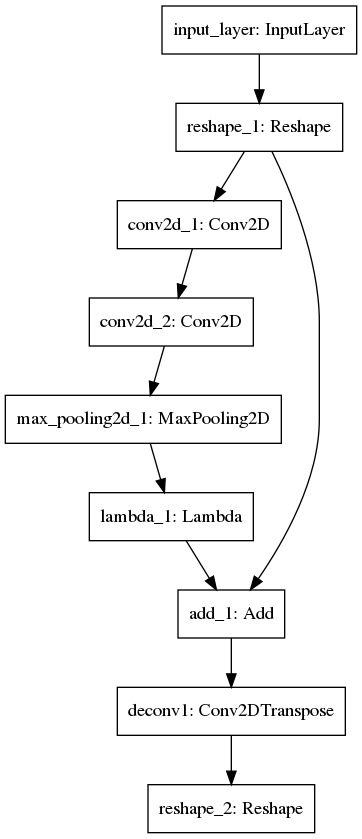 input_layer: InputLayer
reshape_1: Reshape
conv2d_1: Conv2D
conv2d_2: Conv2D
max_pooling2d_1: MaxPooling2D
lambda_1: Lambda
add_1: Add
deconv1: Conv2DTranspose
reshape_2: Reshape